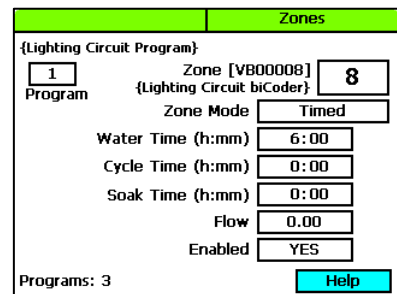 Zones
{Lighting Circuit Program}
1 Zone [VB00008] 8
Program {Lighting Circuit biCoder}
Zone Mode Timed
Water Time (h:mm) 6:00
Cycle Time (h:mm) 0:00
Soak Time (h:mm) 0:00
Flow 0.00
Enabled YES
Programs: 3 Help